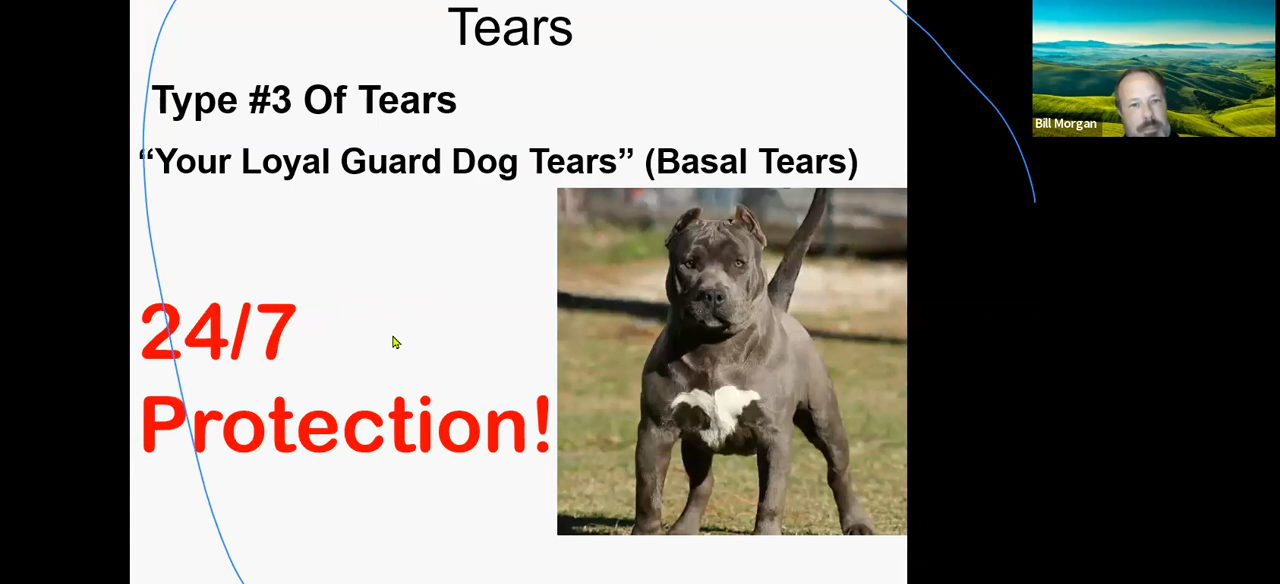 Tears
Type #3 Of Tears
“Your Loyal Guard Dog Tears” (Basal Tears)
24/7
Protection!
Bill Morgan